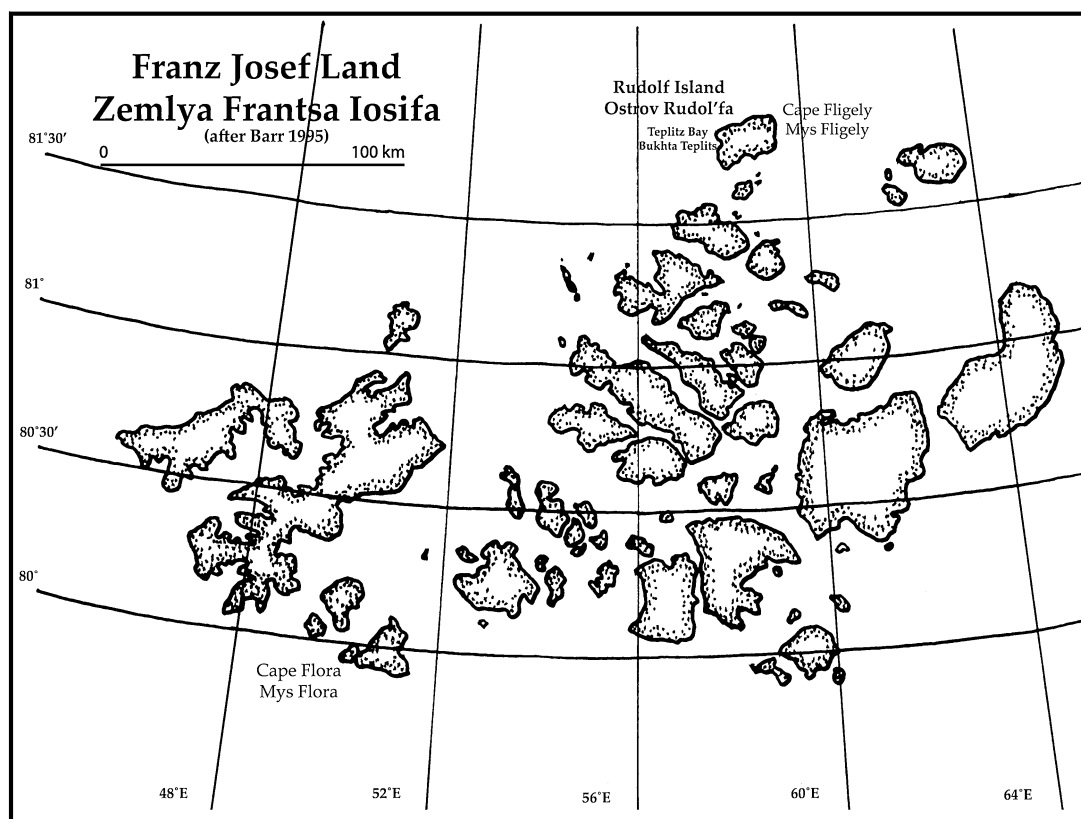 Franz Josef Land
Zemlya Frantsa Iosifa
(after Barr 1995)
0 100 km
Rudolf Island
Ostrov Rudol'fa
Teplitz Bay
Bukhta Teplits
Cape Fligely
Mys Fligely
81°30'
81°
80°30'
80°
Cape Flora
Mys Flora
48°E 52°E 56°E 60°E 64°E